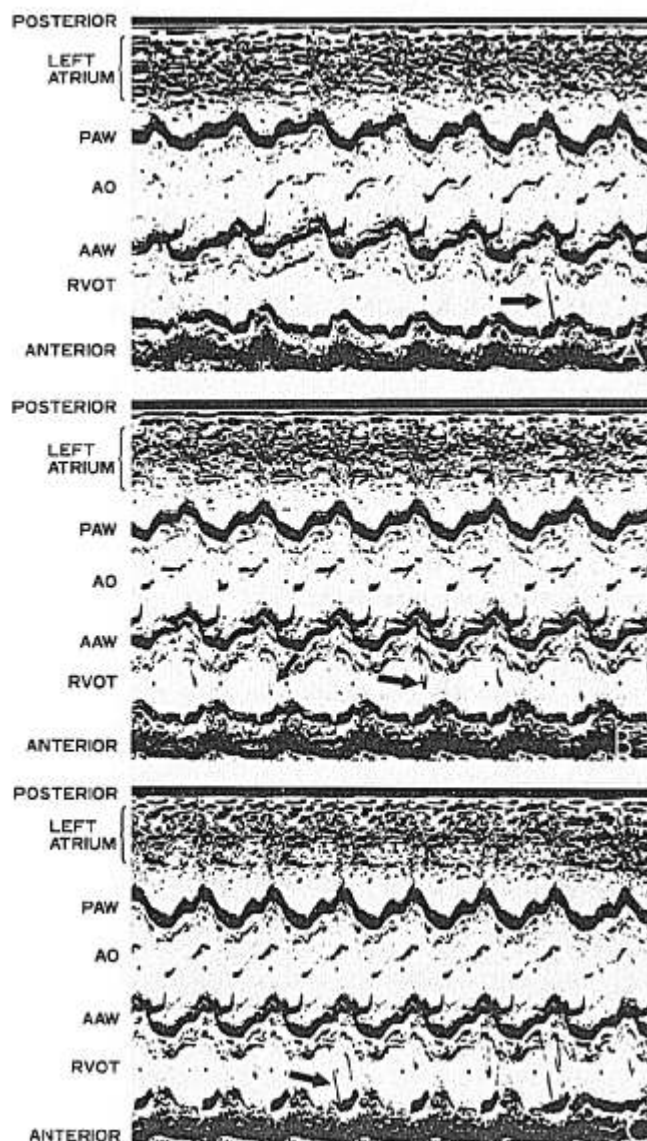 POSTERIOR
LEFT
ATRIUM
PAW
AO
AAW
RVOT
ANTERIOR
A
POSTERIOR
LEFT
ATRIUM
PAW
AO
AAW
RVOT
ANTERIOR
B
POSTERIOR
LEFT
ATRIUM
PAW
AO
AAW
RVOT
ANTERIOR
C